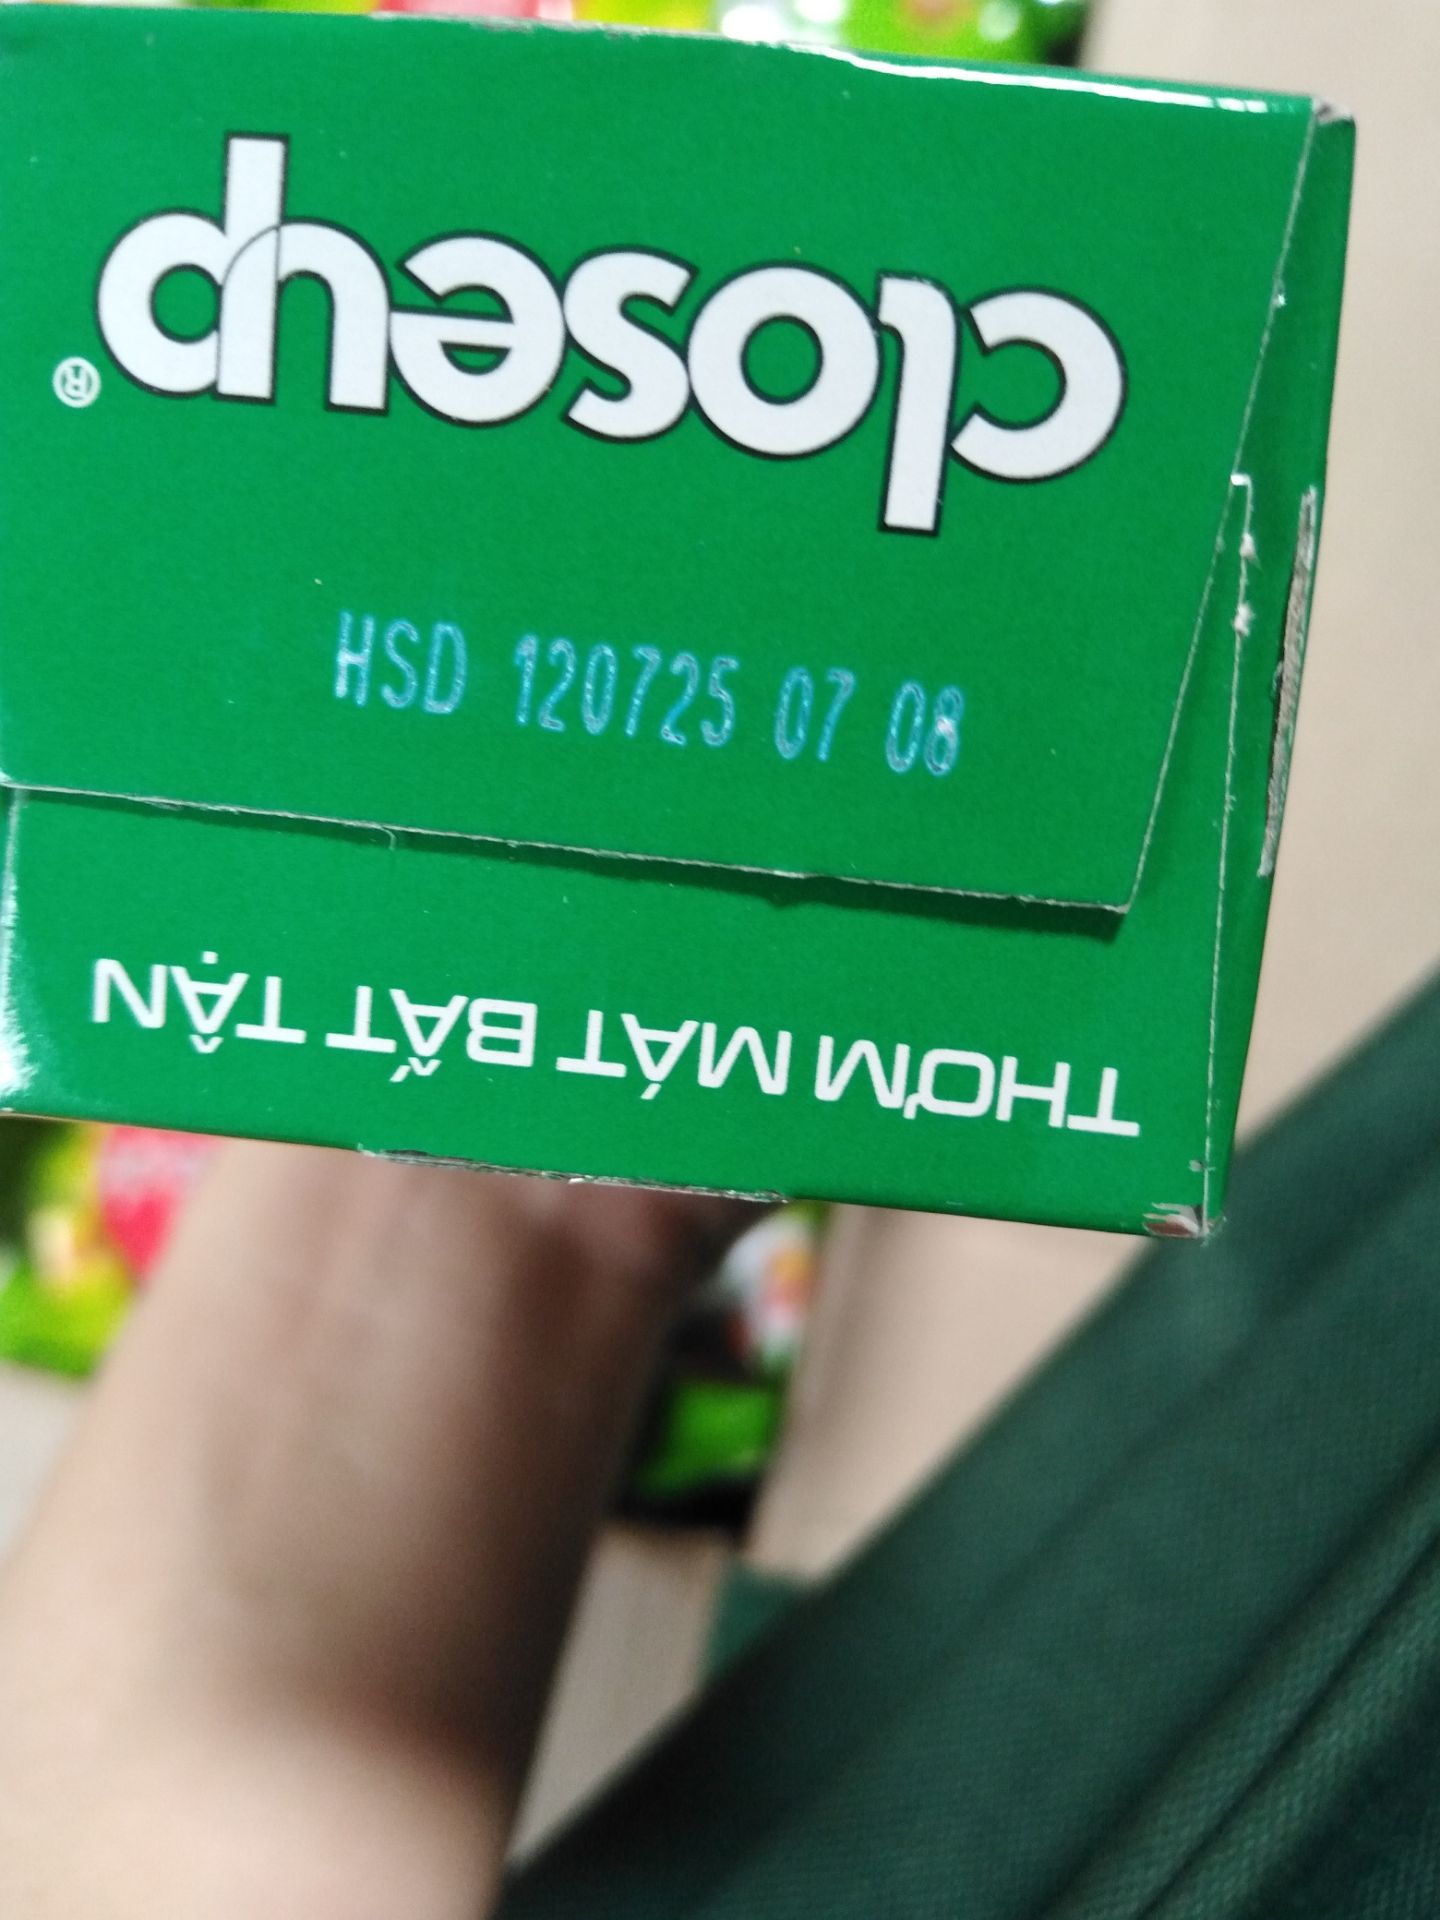 closeup®
HSD 120725 07 08
THƠM MÁT BẤT TẬN